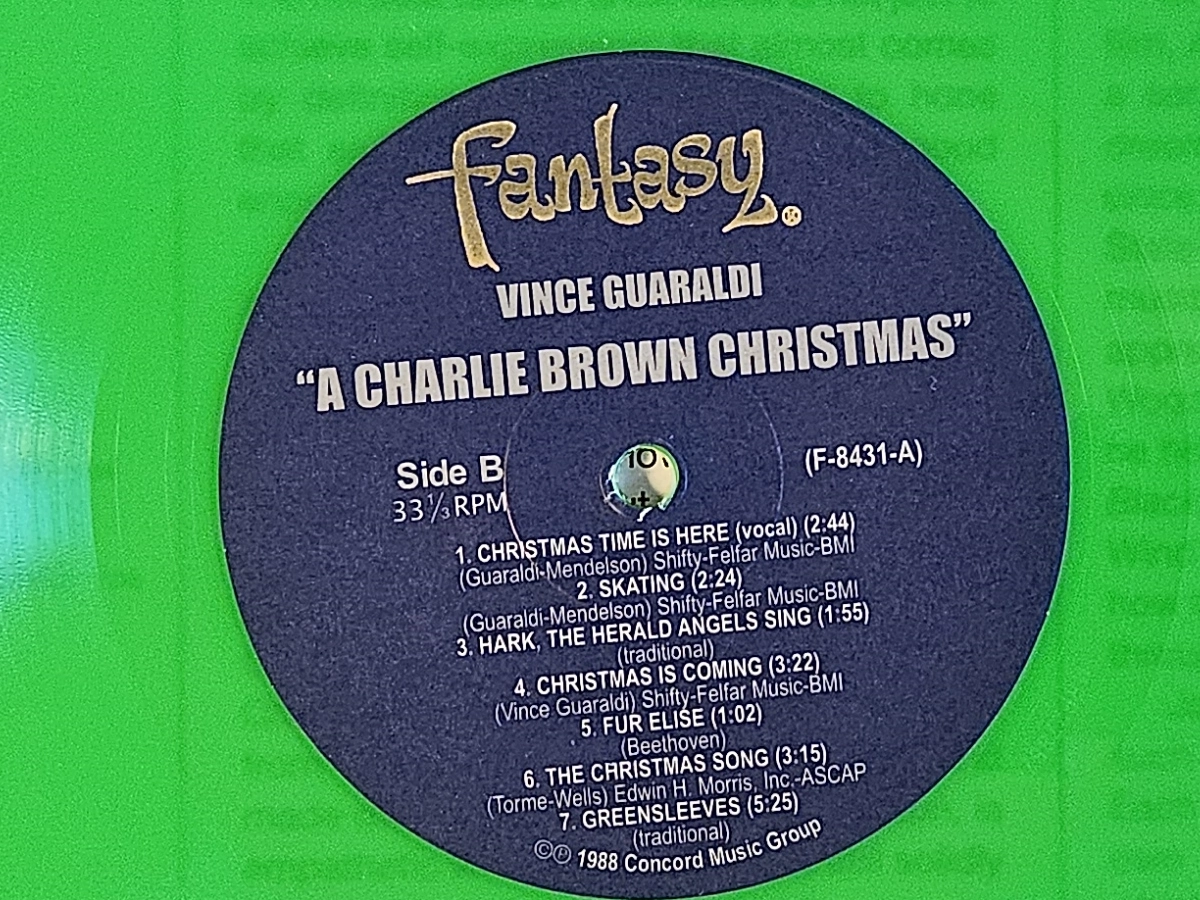 fantasy®
VINCE GUARALDI
“A CHARLIE BROWN CHRISTMAS”
Side B
33⅓ RPM
(F-8431-A)
1. CHRISTMAS TIME IS HERE (vocal) (2:44)
(Guaraldi-Mendelson) Shifty-Felfar Music-BMI
2. SKATING (2:24)
(Guaraldi-Mendelson) Shifty-Felfar Music-BMI
3. HARK, THE HERALD ANGELS SING (1:55)
(traditional)
4. CHRISTMAS IS COMING (3:22)
(Vince Guaraldi) Shifty-Felfar Music-BMI
5. FUR ELISE (1:02)
(Beethoven)
6. THE CHRISTMAS SONG (3:15)
(Torme-Wells) Edwin H. Morris, Inc.-ASCAP
7. GREENSLEEVES (5:25)
(traditional)
©℗ 1988 Concord Music Group